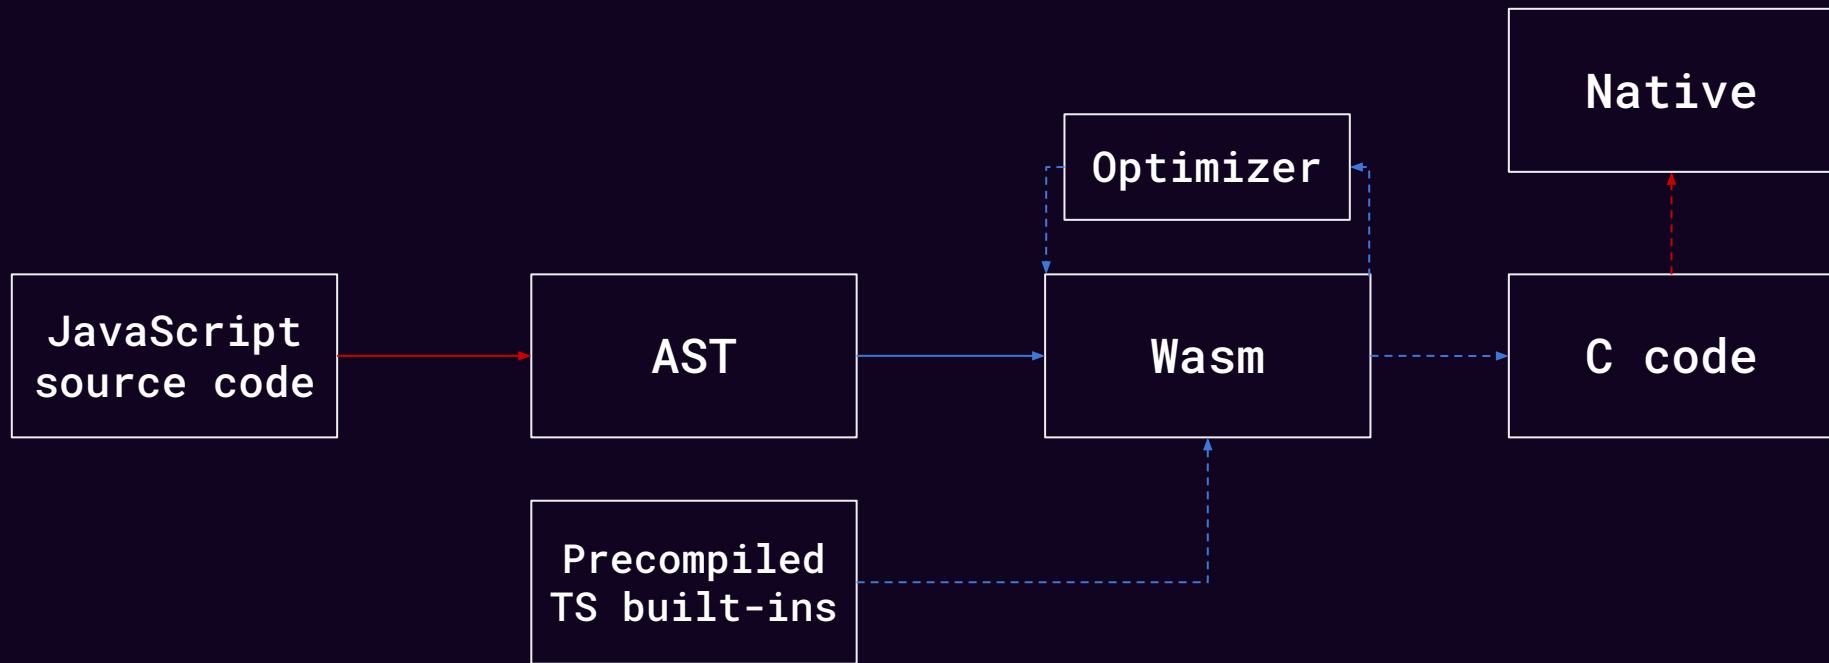 Native
Optimizer
JavaScript
source code
AST
Wasm
C code
Precompiled
TS built-ins